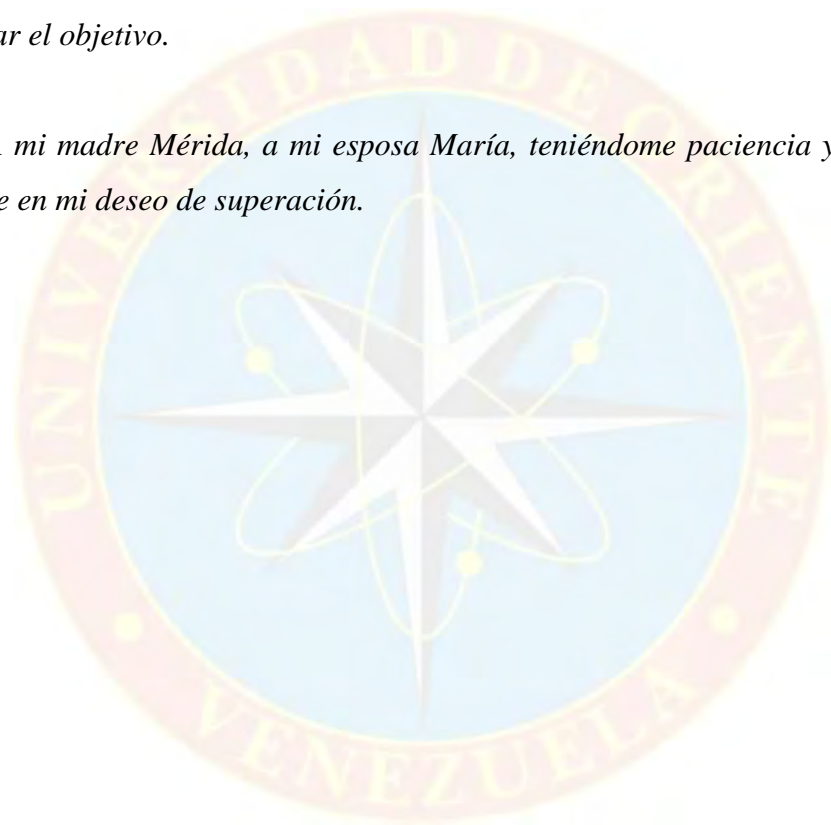 ar el objetivo.
mi madre Mérida, a mi esposa María, teniéndome paciencia y
e en mi deseo de superación.
UNIVERSIDAD DE ORIENTE
VENEZUELA